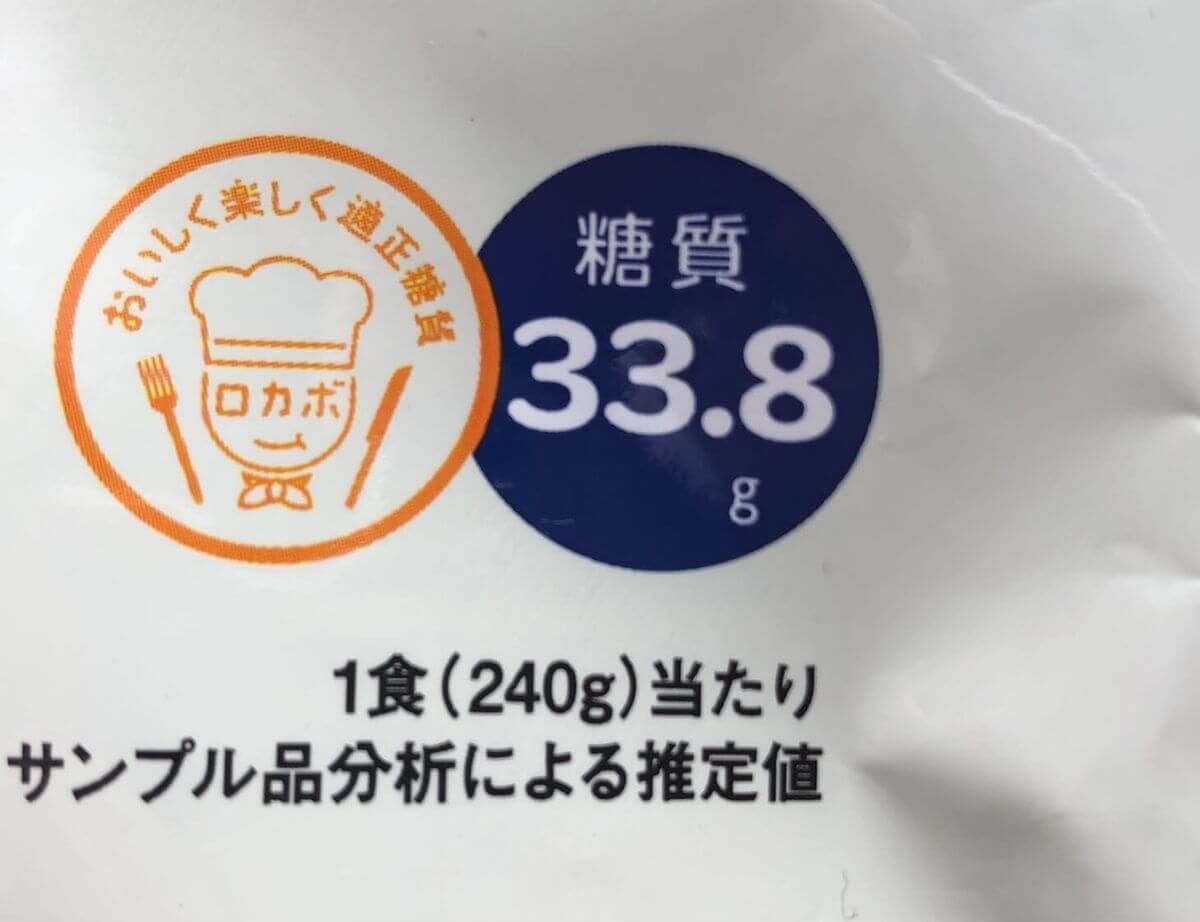 おいしく楽しく適正糖質
ロカボ
糖質
33.8
g
1食(240g)当たり
サンプル品分析による推定値